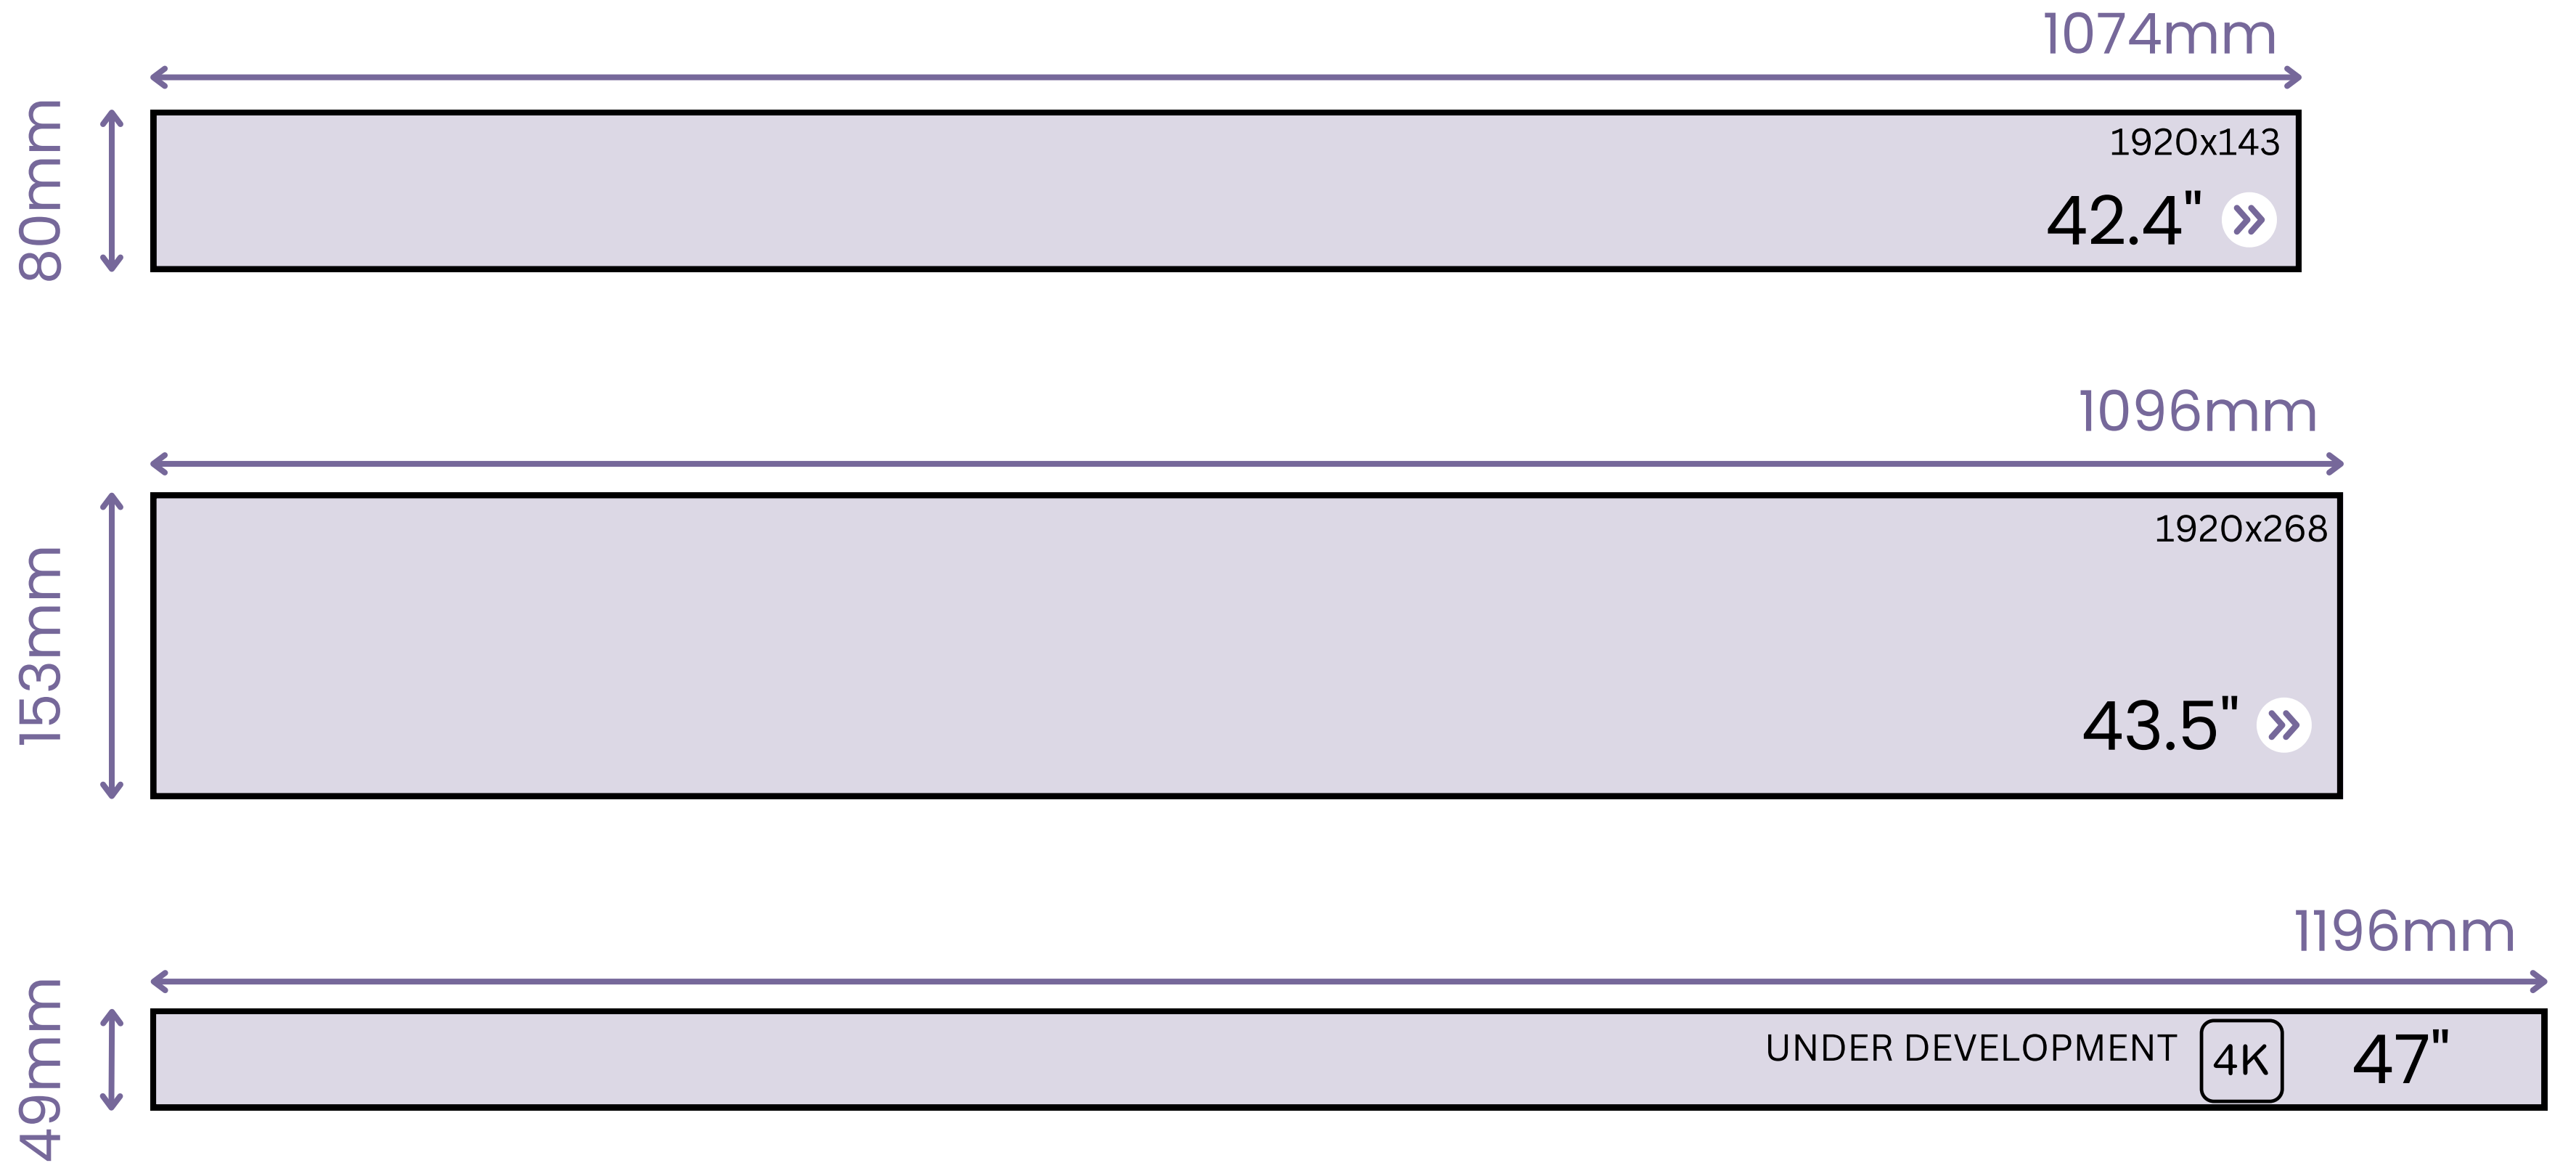 1074mm
80mm
1920x143
42.4"
1096mm
153mm
1920x268
43.5"
1196mm
49mm
UNDER DEVELOPMENT 4K 47"